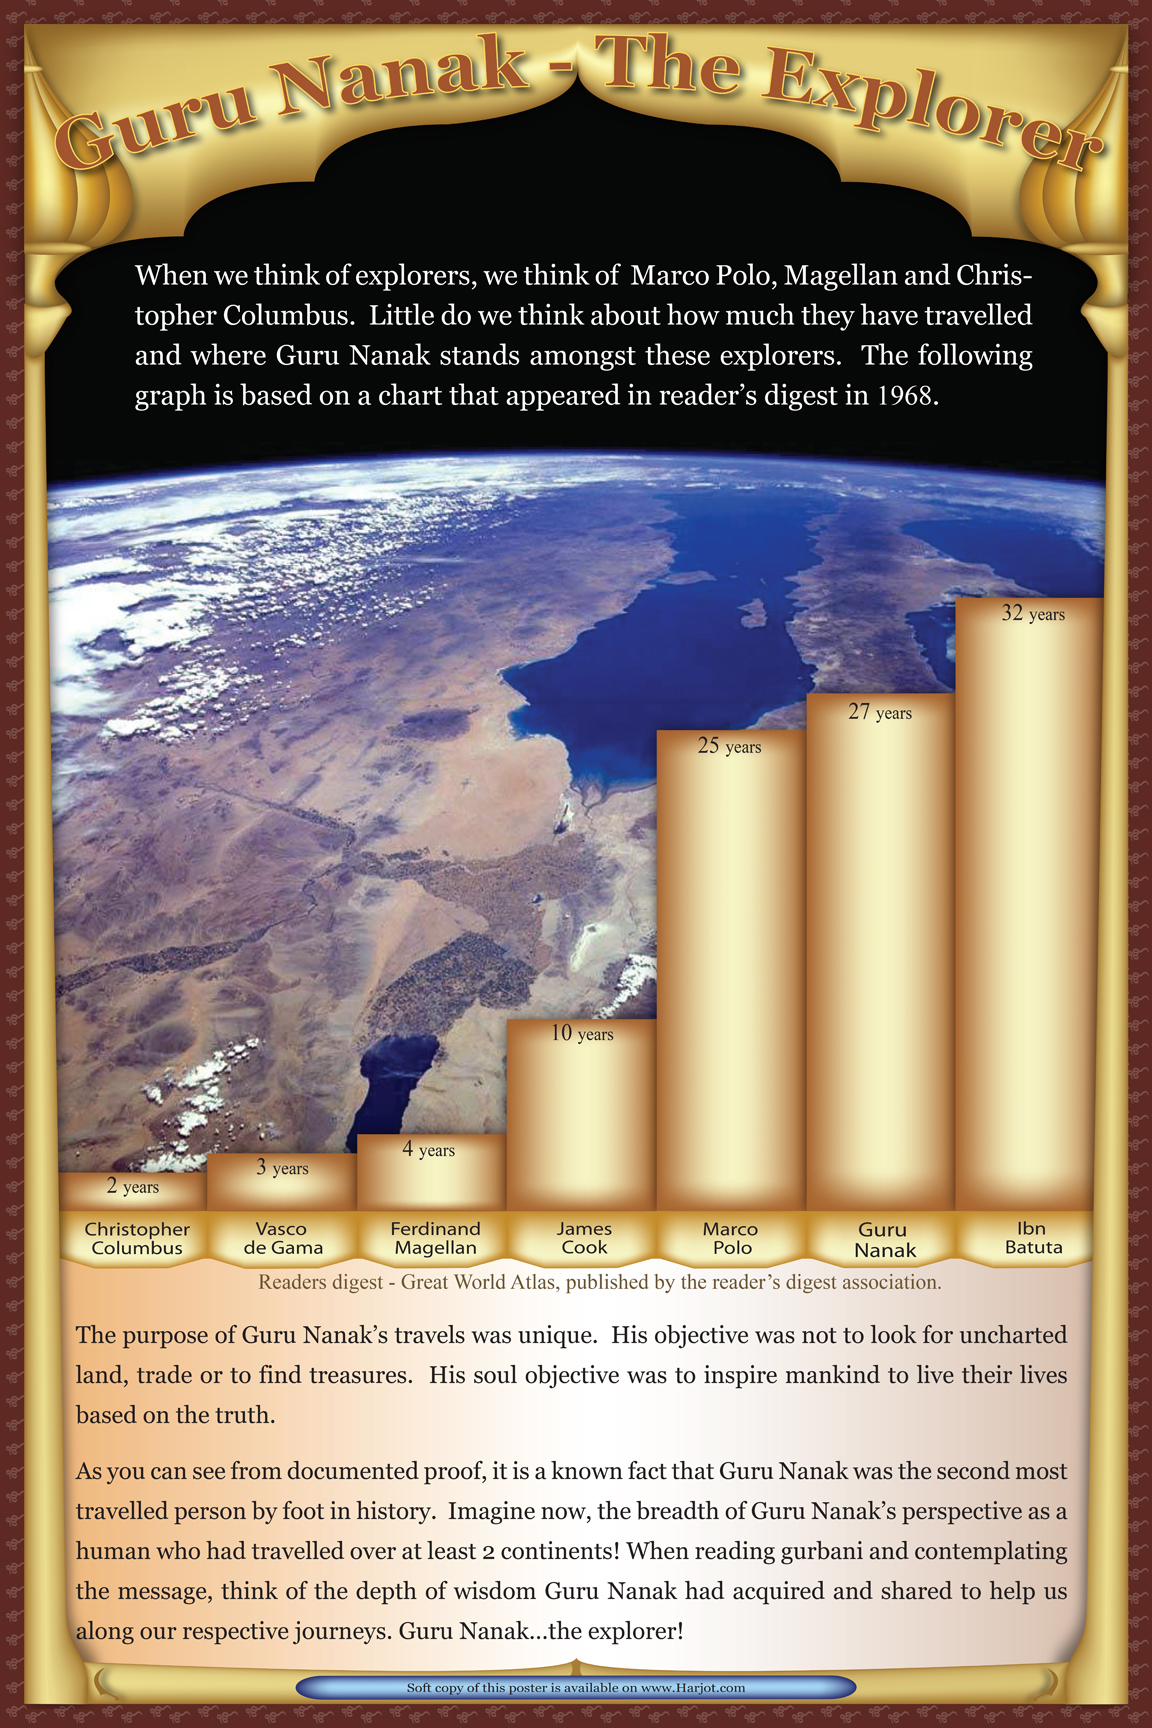 Guru Nanak - The Explorer
When we think of explorers, we think of Marco Polo, Magellan and Chris-
topher Columbus. Little do we think about how much they have travelled
and where Guru Nanak stands amongst these explorers. The following
graph is based on a chart that appeared in reader's digest in 1968.
32 years
27 years
25 years
10 years
4 years
3 years
2 years
Christopher
Columbus
Vasco
de Gama
Ferdinand
Magellan
James
Cook
Marco
Polo
Guru
Nanak
Ibn
Batuta
Readers digest - Great World Atlas, published by the reader's digest association.
The purpose of Guru Nanak's travels was unique. His objective was not to look for uncharted
land, trade or to find treasures. His soul objective was to inspire mankind to live their lives
based on the truth.
As you can see from documented proof, it is a known fact that Guru Nanak was the second most
travelled person by foot in history. Imagine now, the breadth of Guru Nanak's perspective as a
human who had travelled over at least 2 continents! When reading gurbani and contemplating
the message, think of the depth of wisdom Guru Nanak had acquired and shared to help us
along our respective journeys. Guru Nanak...the explorer!
Soft copy of this poster is available on www.Harjot.com